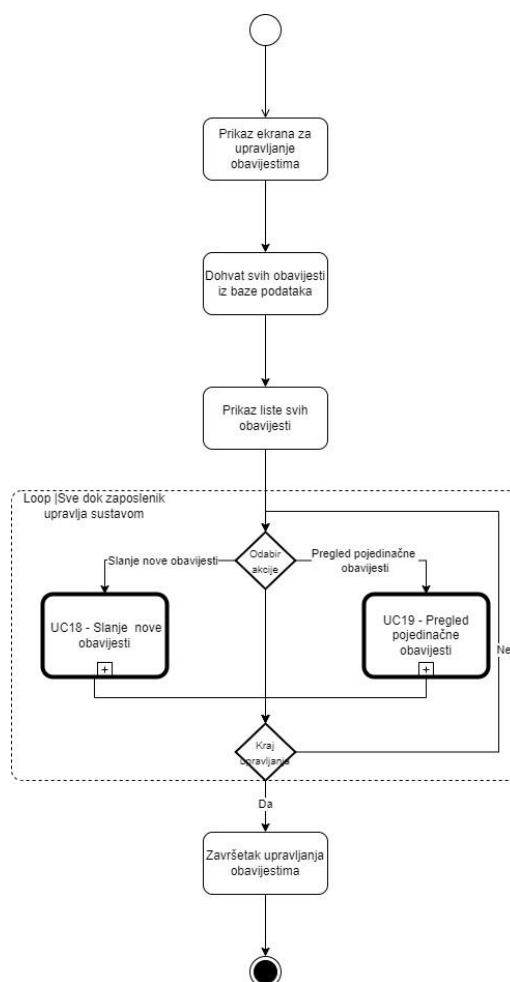 Prikaz ekrana za
upravljanje
obavijestima
Dohvat svih obavijesti
iz baze podataka
Prikaz liste svih
obavijesti
Loop |Sve dok zaposlenik
upravlja sustavom
Odabir
akcije
Slanje nove obavijesti
Pregled pojedinačne
obavijesti
UC18 - Slanje nove
obavijesti
+
UC19 - Pregled
pojedinačne
obavijesti
+
Ne
Kraj
upravljanja
Da
Završetak upravljanja
obavijestima